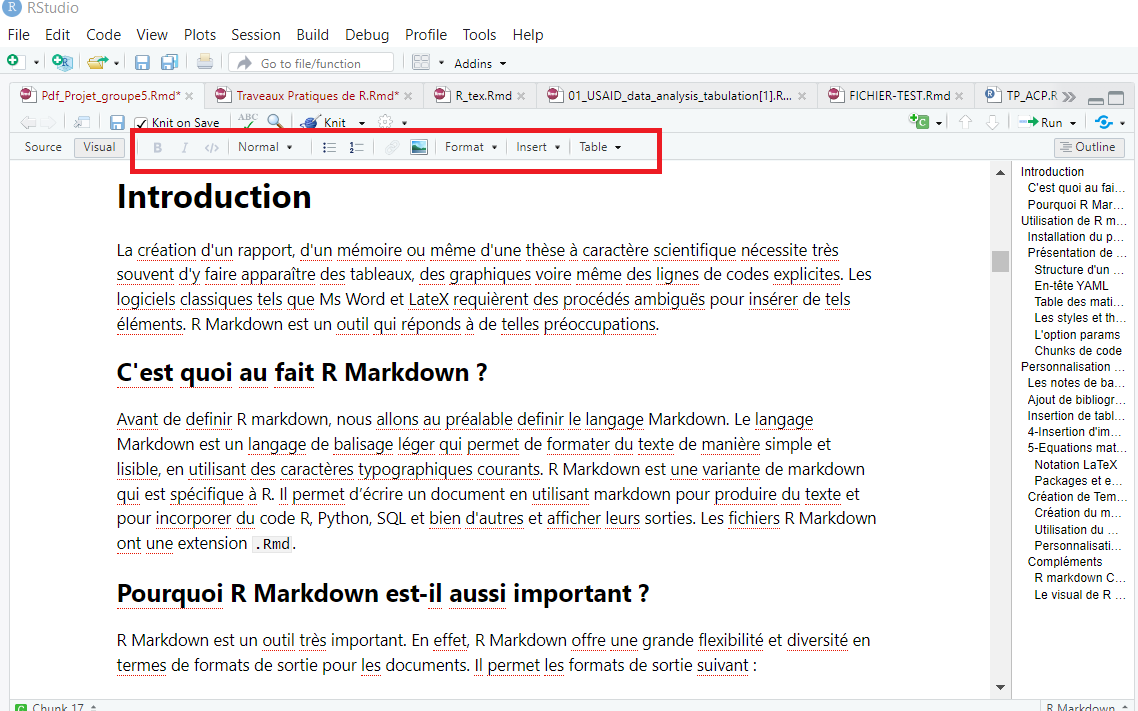 RStudio
File Edit Code View Plots Session Build Debug Profile Tools Help
Go to file/function Addins
Pdf_Projet_groupe5.Rmd* Traveaux Pratiques de R.Rmd* R_tex.Rmd 01_USAID_data_analysis_tabulation[1].R... FICHIER-TEST.Rmd TP_ACP.R
Knit on Save ABC Knit Run
Source Visual B I </> Normal Format Insert Table Outline
Introduction
La création d'un rapport, d'un mémoire ou même d'une thèse à caractère scientifique nécessite très
souvent d'y faire apparaître des tableaux, des graphiques voire même des lignes de codes explicites. Les
logiciels classiques tels que Ms Word et LateX requièrent des procédés ambiguës pour insérer de tels
éléments. R Markdown est un outil qui réponds à de telles préoccupations.
C'est quoi au fait R Markdown ?
Avant de definir R markdown, nous allons au préalable definir le langage Markdown. Le langage
Markdown est un langage de balisage léger qui permet de formater du texte de manière simple et
lisible, en utilisant des caractères typographiques courants. R Markdown est une variante de markdown
qui est spécifique à R. Il permet d'écrire un document en utilisant markdown pour produire du texte et
pour incorporer du code R, Python, SQL et bien d'autres et afficher leurs sorties. Les fichiers R Markdown
ont une extension .Rmd.
Pourquoi R Markdown est-il aussi important ?
R Markdown est un outil très important. En effet, R Markdown offre une grande flexibilité et diversité en
termes de formats de sortie pour les documents. Il permet les formats de sortie suivant :
Introduction
C'est quoi au fai...
Pourquoi R Mar...
Utilisation de R m...
Installation du p...
Présentation de ...
Structure d'un ...
En-tête YAML
Table des mati...
Les styles et th...
L'option params
Chunks de code
Personnalisation ...
Les notes de ba...
Ajout de bibliogr...
Insertion de tabl...
4-Insertion d'im...
5-Equations mat...
Notation LaTeX
Packages et e...
Création de Tem...
Création du m...
Utilisation du ...
Personnalisati...
Compléments
R markdown C...
Le visual de R ...
Chunk 17 R Markdown